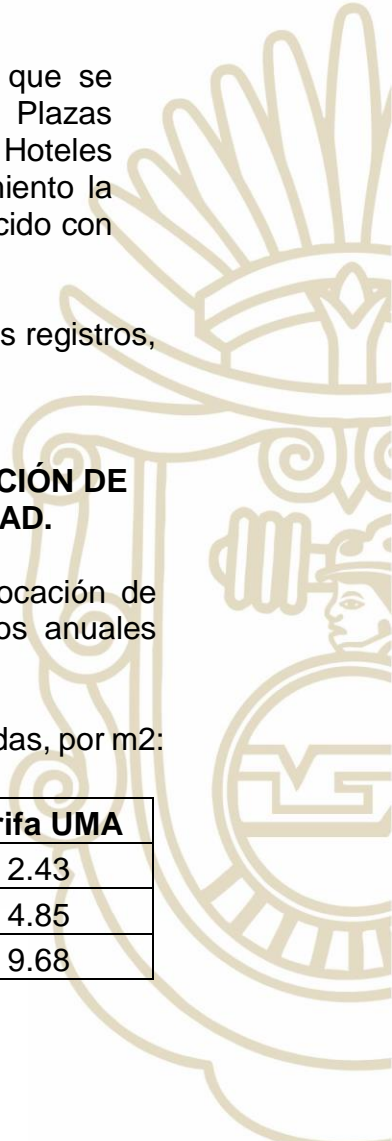 que se
Plazas
Hoteles
miento la
cido con
s registros,
CIÓN DE
AD.
ocación de
os anuales
das, por m2:
rifa UMA
2.43
4.85
9.68